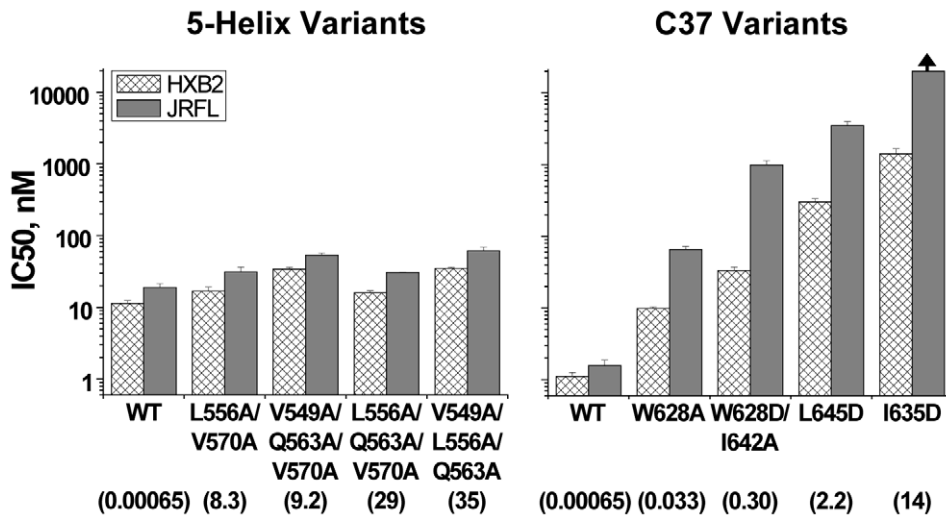 5-Helix Variants
C37 Variants
HXB2
JRFL
IC50, nM
10000
1000
100
10
1
WT
L556A/
V570A
V549A/
Q563A/
V570A
L556A/
Q563A/
V570A
V549A/
L556A/
Q563A
WT
W628A
W628D/
I642A
L645D
I635D
(0.00065)
(8.3)
(9.2)
(29)
(35)
(0.00065)
(0.033)
(0.30)
(2.2)
(14)